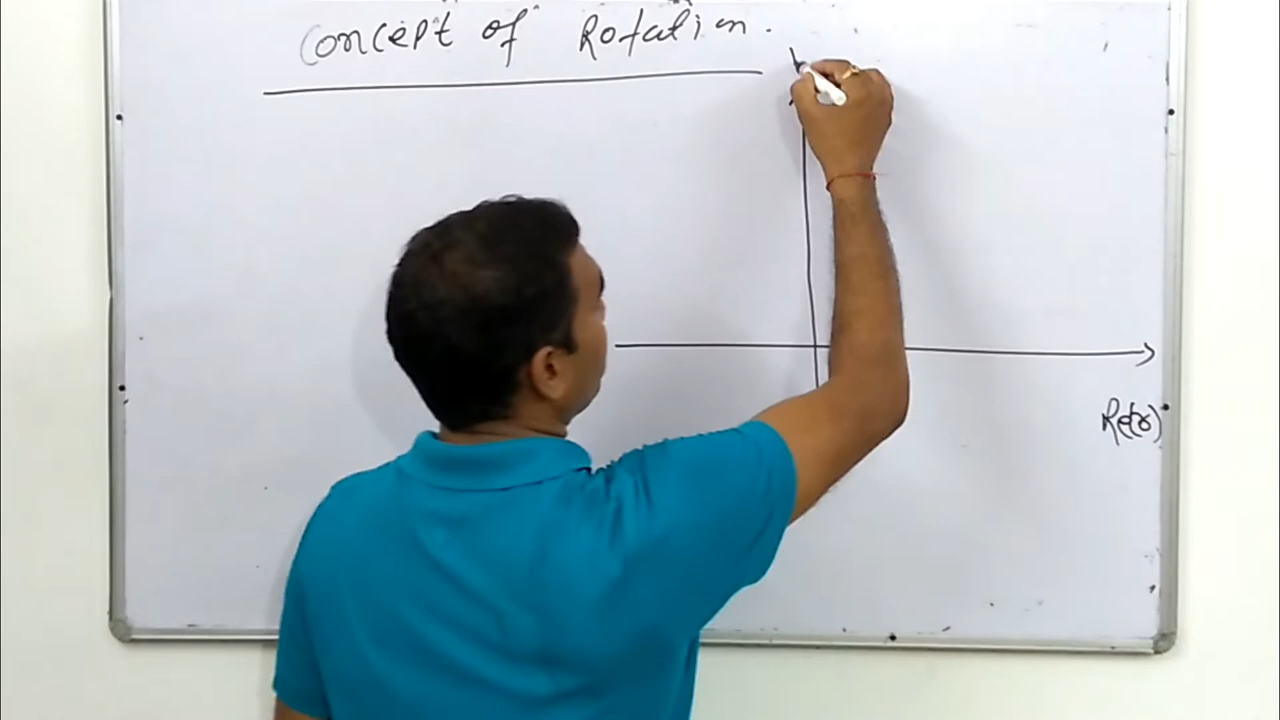 Concept of Rotation.
Re(z)